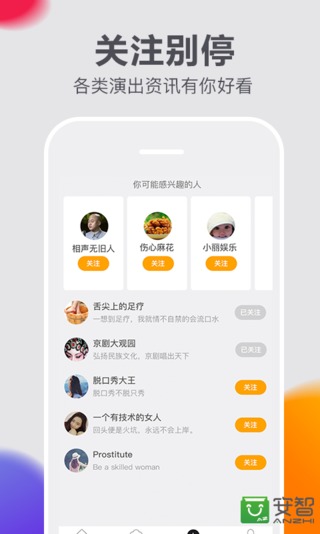 关注别停
各类演出资讯有你好看
你可能感兴趣的人
相声无旧人
伤心麻花
小丽娱乐
关注
关注
关注
舌尖上的足疗
一想到足疗，我就情不自禁的会流口水
已关注
京剧大观园
弘扬民族文化，京剧唱出天下
已关注
脱口秀大王
脱口秀不脱只秀
关注
一个有技术的女人
回头便是火坑，永远不会上岸。
关注
Prostitute
Be a skilled woman
关注
安智
ANZHI